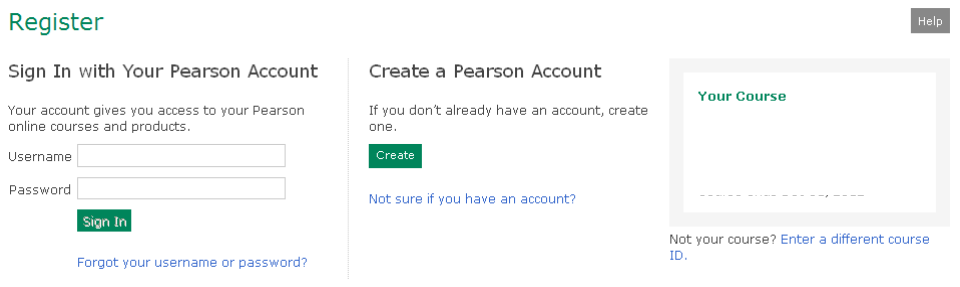 Register
Help
Sign In with Your Pearson Account
Your account gives you access to your Pearson
online courses and products.
Username
Password
Sign In
Forgot your username or password?
Create a Pearson Account
If you don't already have an account, create
one.
Create
Not sure if you have an account?
Your Course
Not your course? Enter a different course
ID.